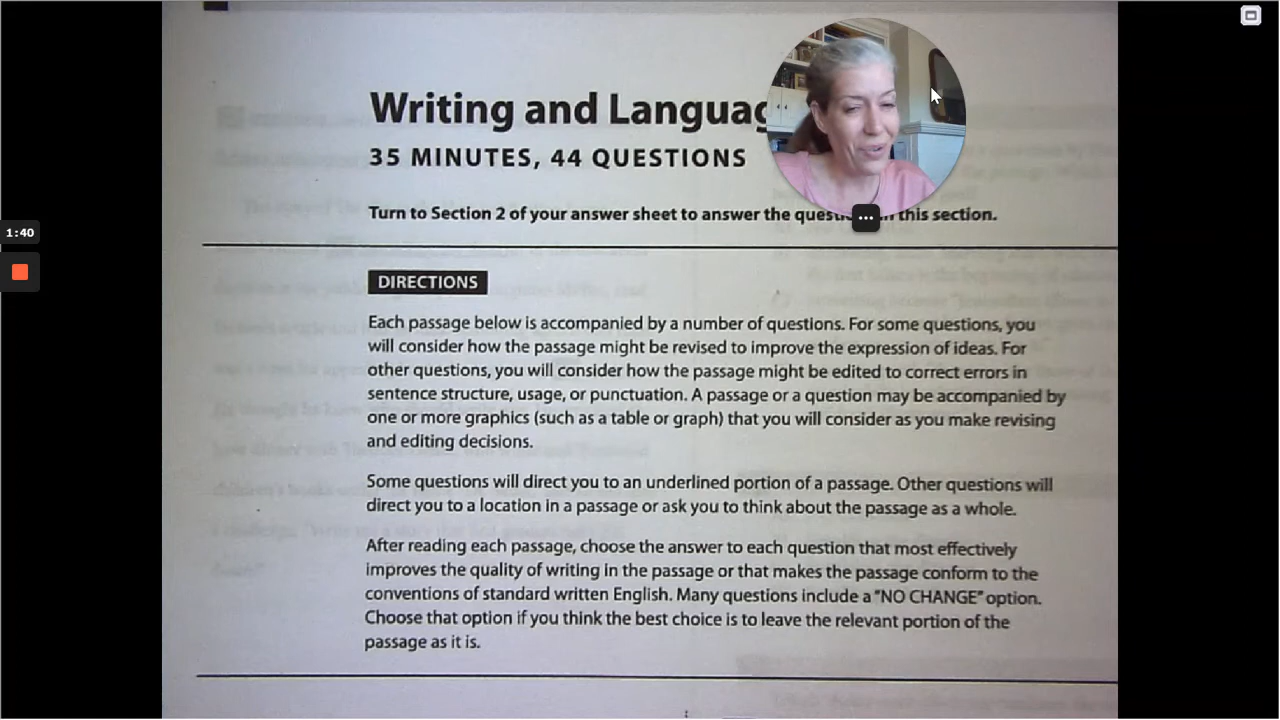 Writing and Languag
35 MINUTES, 44 QUESTIONS
Turn to Section 2 of your answer sheet to answer the this section.
1:40
DIRECTIONS
Each passage below is accompanied by a number of questions. For some questions, you
will consider how the passage might be revised to improve the expression of ideas. For
other questions, you will consider how the passage might be edited to correct errors in
sentence structure, usage, or punctuation. A passage or a question may be accompanied by
one or more graphics (such as a table or graph) that you will consider as you make revising
and editing decisions.
Some questions will direct you to an underlined portion of a passage. Other questions will
direct you to a location in a passage or ask you to think about the passage as a whole.
After reading each passage, choose the answer to each question that most effectively
improves the quality of writing in the passage or that makes the passage conform to the
conventions of standard written English. Many questions include a "NO CHANGE" option.
Choose that option if you think the best choice is to leave the relevant portion of the
passage as it is.